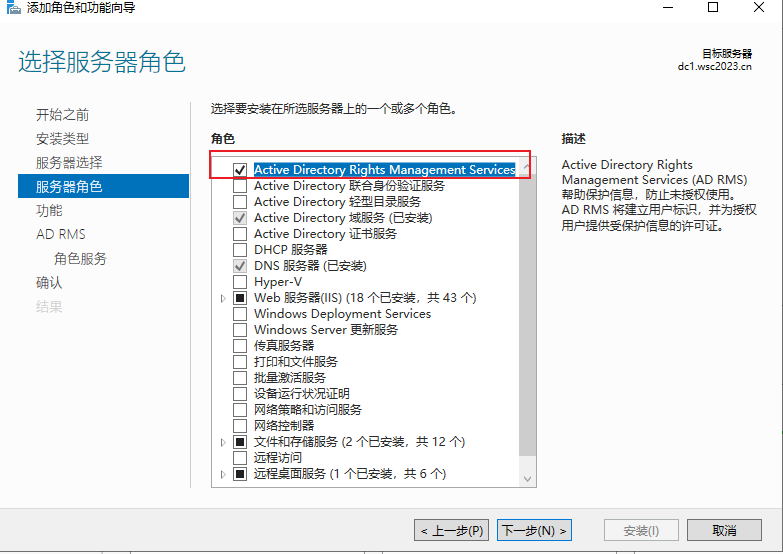 添加角色和功能向导
选择服务器角色
目标服务器
dc1.wsc2023.cn
开始之前
安装类型
服务器选择
服务器角色
功能
AD RMS
角色服务
确认
结果
选择要安装在所选服务器上的一个或多个角色。
角色
Active Directory Rights Management Services
Active Directory 联合身份验证服务
Active Directory 轻型目录服务
Active Directory 域服务 (已安装)
Active Directory 证书服务
DHCP 服务器
DNS 服务器 (已安装)
Hyper-V
Web 服务器(IIS) (18 个已安装，共 43 个)
Windows Deployment Services
Windows Server 更新服务
传真服务器
打印和文件服务
批量激活服务
设备运行状况证明
网络策略和访问服务
网络控制器
文件和存储服务 (2 个已安装，共 12 个)
远程访问
远程桌面服务 (1 个已安装，共 6 个)
描述
Active Directory Rights
Management Services (AD RMS)
帮助保护信息，防止未授权使用。
AD RMS 将建立用户标识，并为授权
用户提供受保护信息的许可证。
< 上一步(P)
下一步(N) >
安装(I)
取消